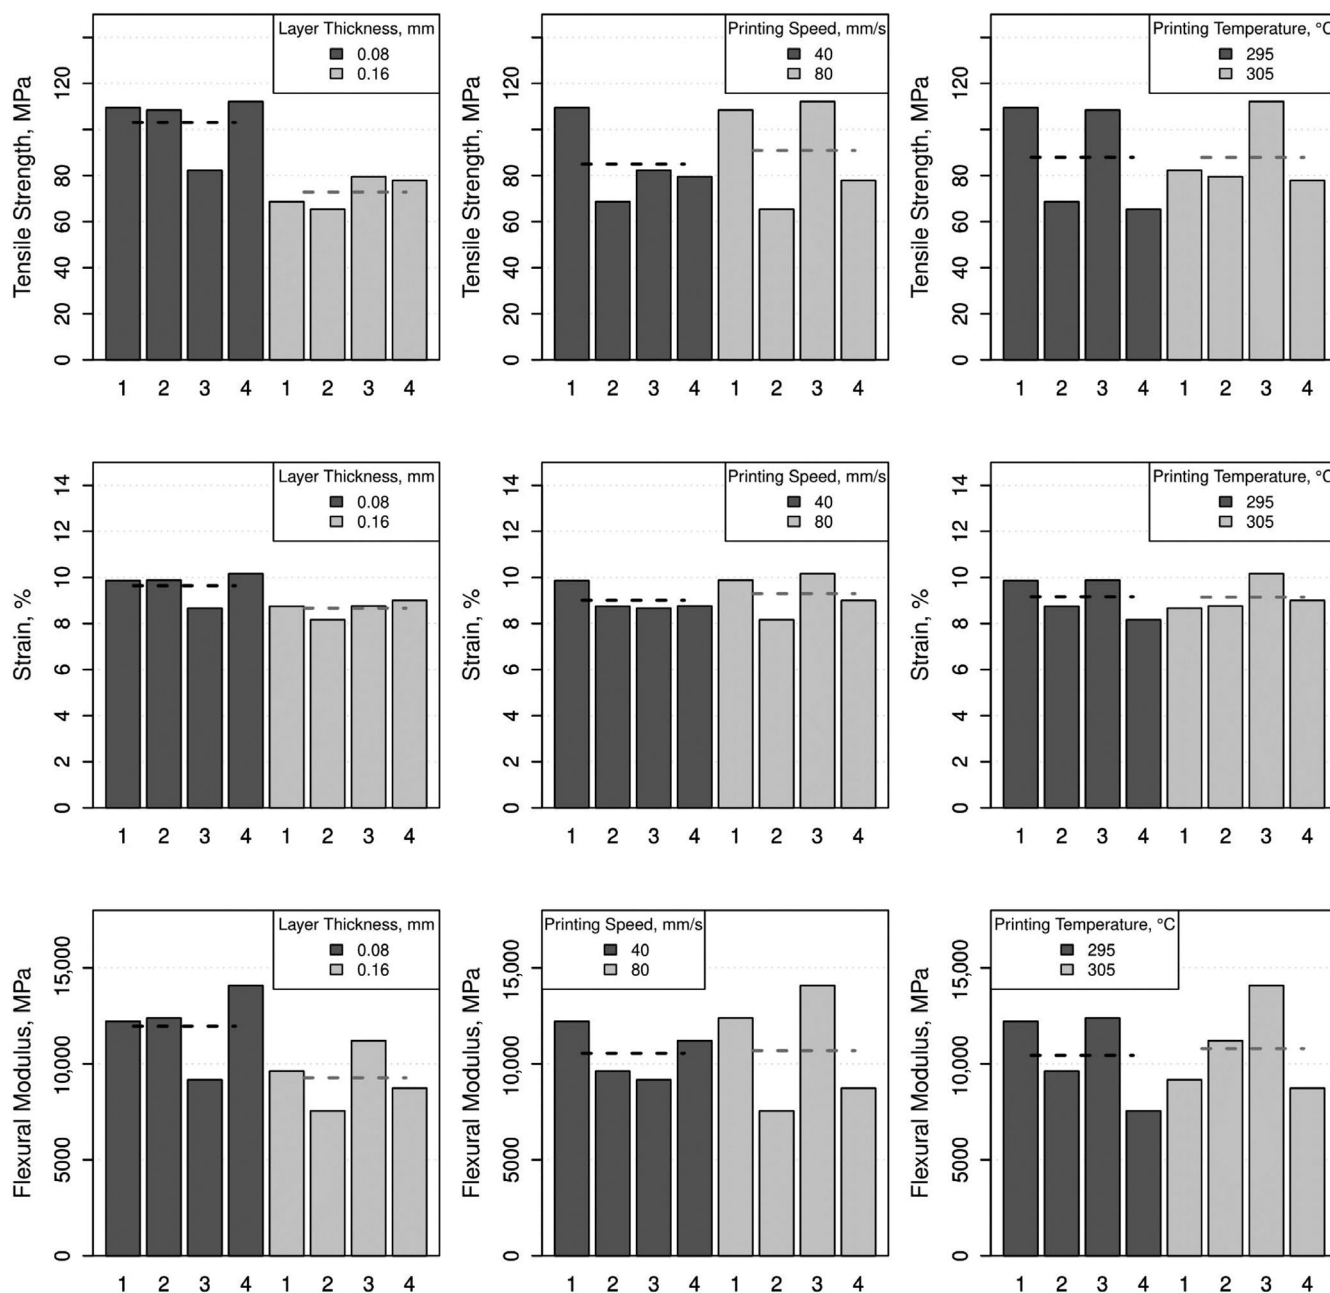 Tensile Strength, MPa
0 20 40 60 80 120
Layer Thickness, mm
0.08
0.16
1 2 3 4 1 2 3 4
Tensile Strength, MPa
0 20 40 60 80 120
Printing Speed, mm/s
40
80
1 2 3 4 1 2 3 4
Tensile Strength, MPa
0 20 40 60 80 120
Printing Temperature, °C
295
305
1 2 3 4 1 2 3 4
Strain, %
0 2 4 6 8 10 12 14
Layer Thickness, mm
0.08
0.16
1 2 3 4 1 2 3 4
Strain, %
0 2 4 6 8 10 12 14
Printing Speed, mm/s
40
80
1 2 3 4 1 2 3 4
Strain, %
0 2 4 6 8 10 12 14
Printing Temperature, °C
295
305
1 2 3 4 1 2 3 4
Flexural Modulus, MPa
0 5000 10,000 15,000
Layer Thickness, mm
0.08
0.16
1 2 3 4 1 2 3 4
Flexural Modulus, MPa
0 5000 10,000 15,000
Printing Speed, mm/s
40
80
1 2 3 4 1 2 3 4
Flexural Modulus, MPa
0 5000 10,000 15,000
Printing Temperature, °C
295
305
1 2 3 4 1 2 3 4